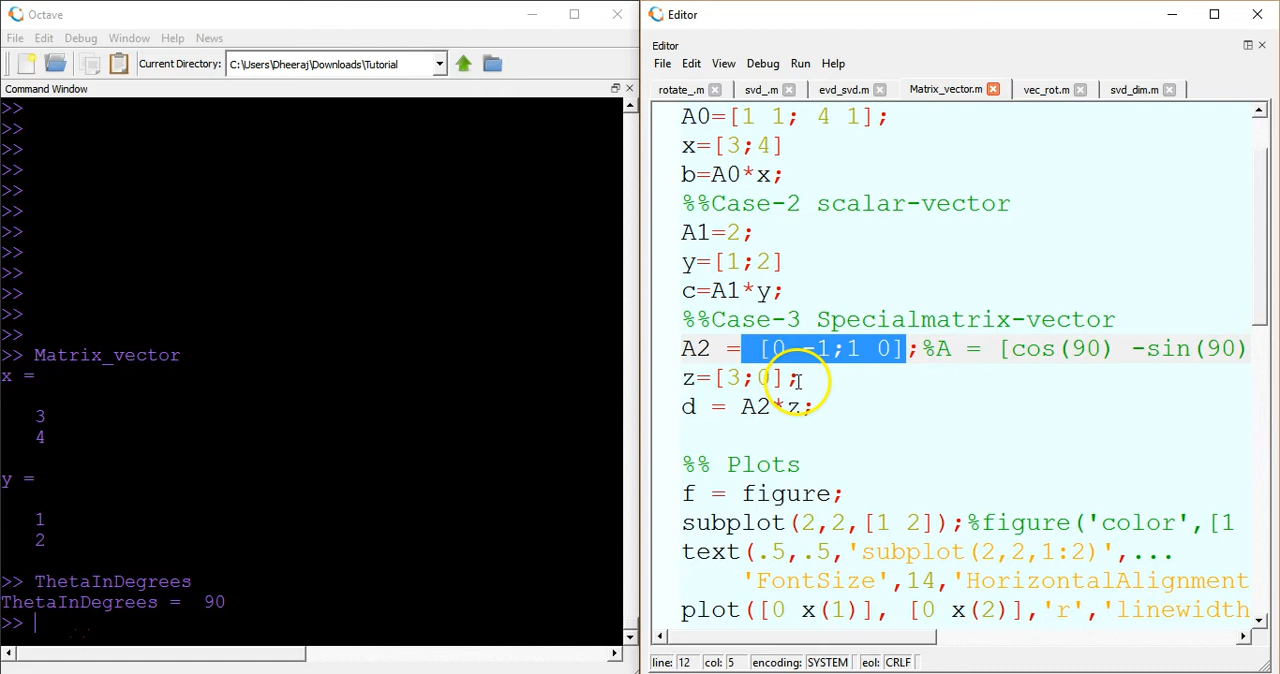 Octave
File Edit Debug Window Help News
Current Directory: C:\Users\Dheeraj\Downloads\Tutorial
Command Window
>>
>>
>>
>>
>>
>>
>>
>>
>>
>>
>>
>>
>> Matrix_vector
x =
3
4
y =
1
2
>> ThetaInDegrees
ThetaInDegrees = 90
>>
Editor
Editor
File Edit View Debug Run Help
rotate_.m svd_.m evd_svd.m Matrix_vector.m vec_rot.m svd_dim.m
A0=[1 1; 4 1];
x=[3;4]
b=A0*x;
%%Case-2 scalar-vector
A1=2;
y=[1;2]
c=A1*y;
%%Case-3 Specialmatrix-vector
A2 = [0 -1;1 0];%A = [cos(90) -sin(90)
z=[3;0];
d = A2*z;
%% Plots
f = figure;
subplot(2,2,[1 2]);%figure('color',[1
text(.5,.5,'subplot(2,2,1:2)',...
'FontSize',14,'HorizontalAlignment
plot([0 x(1)], [0 x(2)],'r','linewidth
line: 12 col: 5 encoding: SYSTEM eol: CRLF